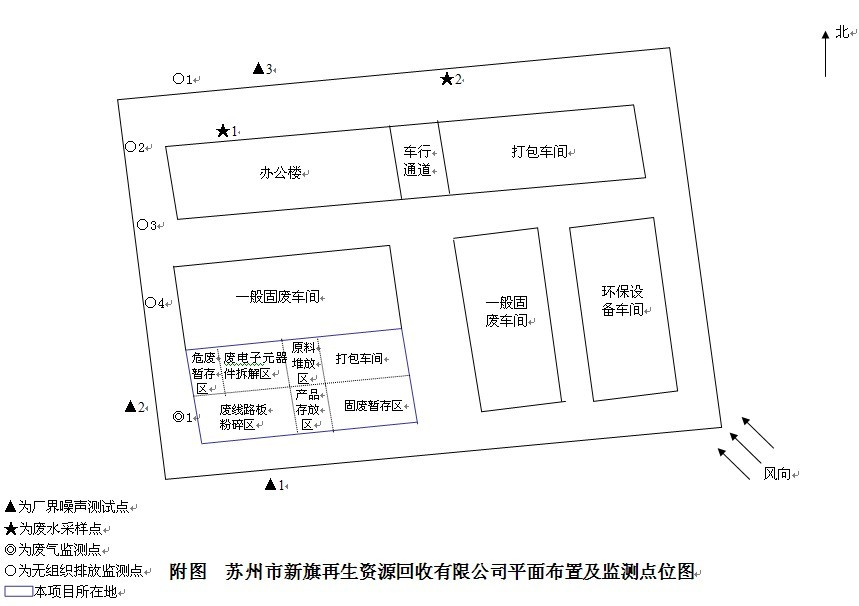 北
○1
▲3
★2
★1
○2
办公楼
车行
通道
打包车间
○3
○4
一般固废车间
一般固
废车间
环保设
备车间
危废
暂存
区
废电子元器
件拆解区
原料
堆放
区
打包车间
▲2
◎1
废线路板
粉碎区
产品
存放
区
固废暂存区
▲1
风向
▲为厂界噪声测试点
★为废水采样点
◎为废气监测点
○为无组织排放监测点
本项目所在地
附图 苏州市新旗再生资源回收有限公司平面布置及监测点位图